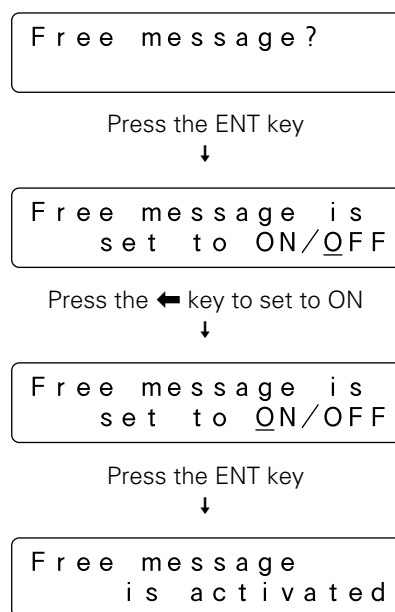 Free message?
Press the ENT key
↓
Free message is
set to ON/OFF
Press the ← key to set to ON
↓
Free message is
set to ON/OFF
Press the ENT key
↓
Free message
is activated